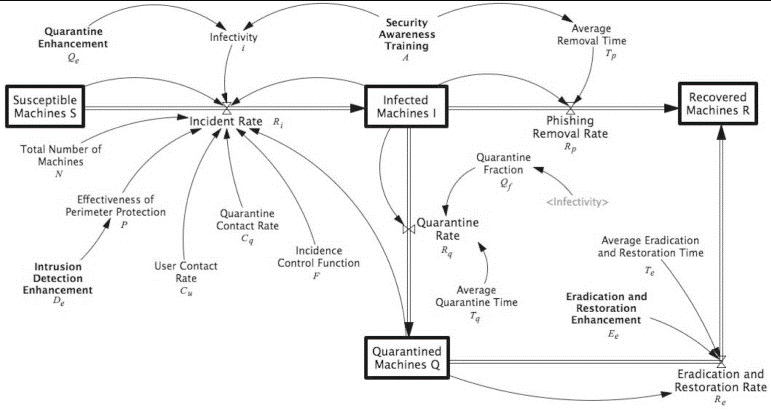 Quarantine
Enhancement
Qe
Infectivity
i
Security
Awareness
Training
A
Average
Removal Time
Tp
Susceptible
Machines S
Incident Rate Ri
Infected
Machines I
Phishing
Removal Rate
Rp
Recovered
Machines R
Total Number of
Machines
N
Effectiveness of
Perimeter Protection
P
Quarantine
Contact Rate
Cq
Quarantine
Fraction
Qf
<Infectivity>
Quarantine
Rate
Rq
Intrusion
Detection
Enhancement
De
User Contact
Rate
Cu
Incidence
Control Function
F
Average
Quarantine Time
Tq
Average Eradication
and Restoration Time
Te
Eradication and
Restoration
Enhancement
Ee
Quarantined
Machines Q
Eradication and
Restoration Rate
Re